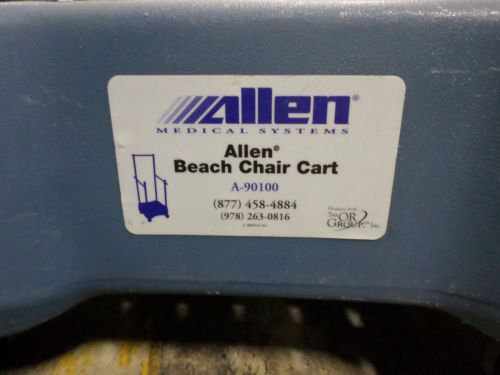 Allen®
MEDICAL SYSTEMS
Allen®
Beach Chair Cart
A-90100
(877) 458-4884
(978) 263-0816
Products from
THE OR
GROUP,™ Inc.